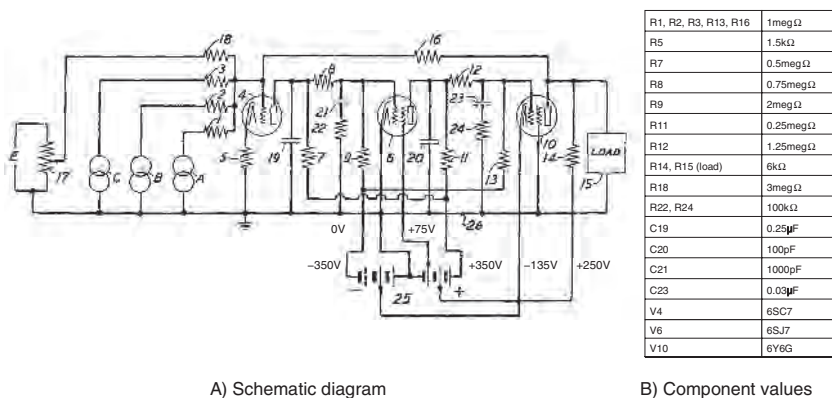 18
16
3
2
1
4
8
12
E
17
C
B
A
5
19
7
21
22
9
6
20
11
23
24
13
10
14
LOAD
15
26
0V
+75V
−350V
+350V
−135V
+250V
−
25
+
A) Schematic diagram
R1, R2, R3, R13, R16 1megΩ
R5 1.5kΩ
R7 0.5megΩ
R8 0.75megΩ
R9 2megΩ
R11 0.25megΩ
R12 1.25megΩ
R14, R15 (load) 6kΩ
R18 3megΩ
R22, R24 100kΩ
C19 0.25µF
C20 100pF
C21 1000pF
C23 0.03µF
V4 6SC7
V6 6SJ7
V10 6Y6G
B) Component values